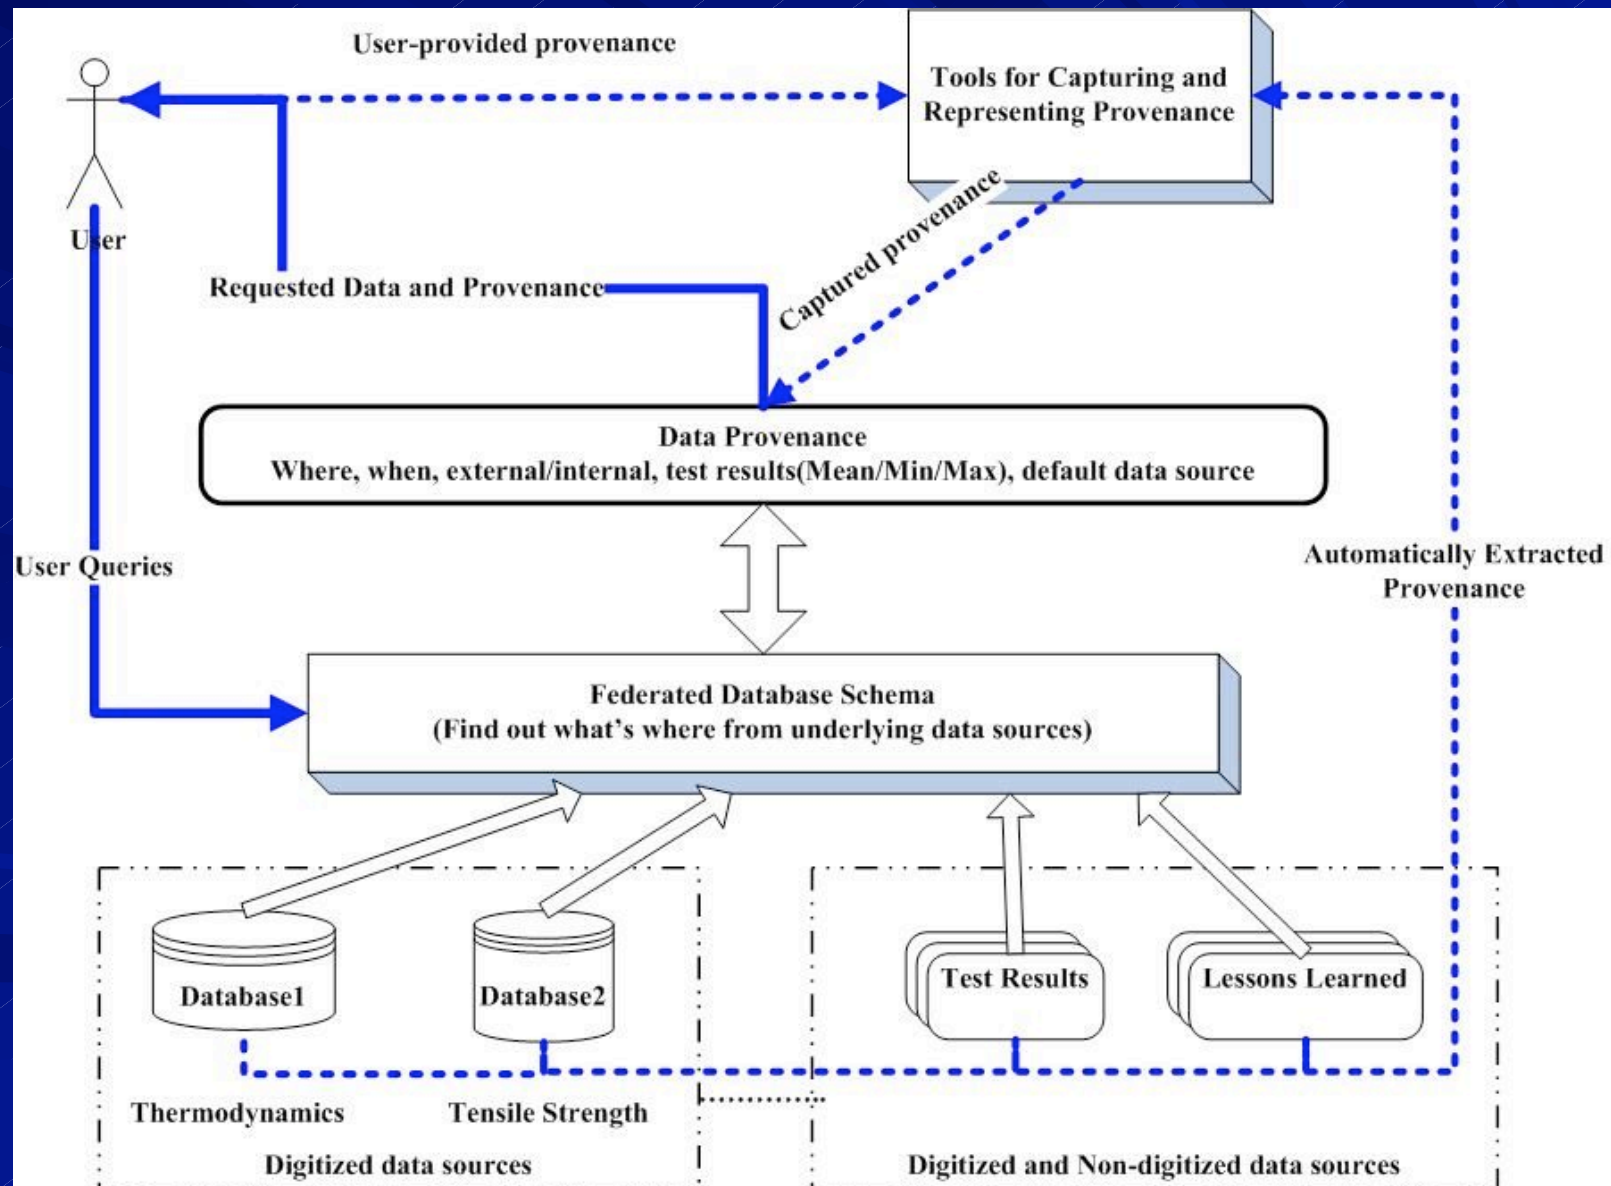 User-provided provenance
Tools for Capturing and
Representing Provenance
User
Captured provenance
Requested Data and Provenance
Data Provenance
Where, when, external/internal, test results(Mean/Min/Max), default data source
User Queries
Automatically Extracted
Provenance
Federated Database Schema
(Find out what's where from underlying data sources)
Database1
Database2
Test Results
Lessons Learned
Thermodynamics
Tensile Strength
Digitized data sources
Digitized and Non-digitized data sources